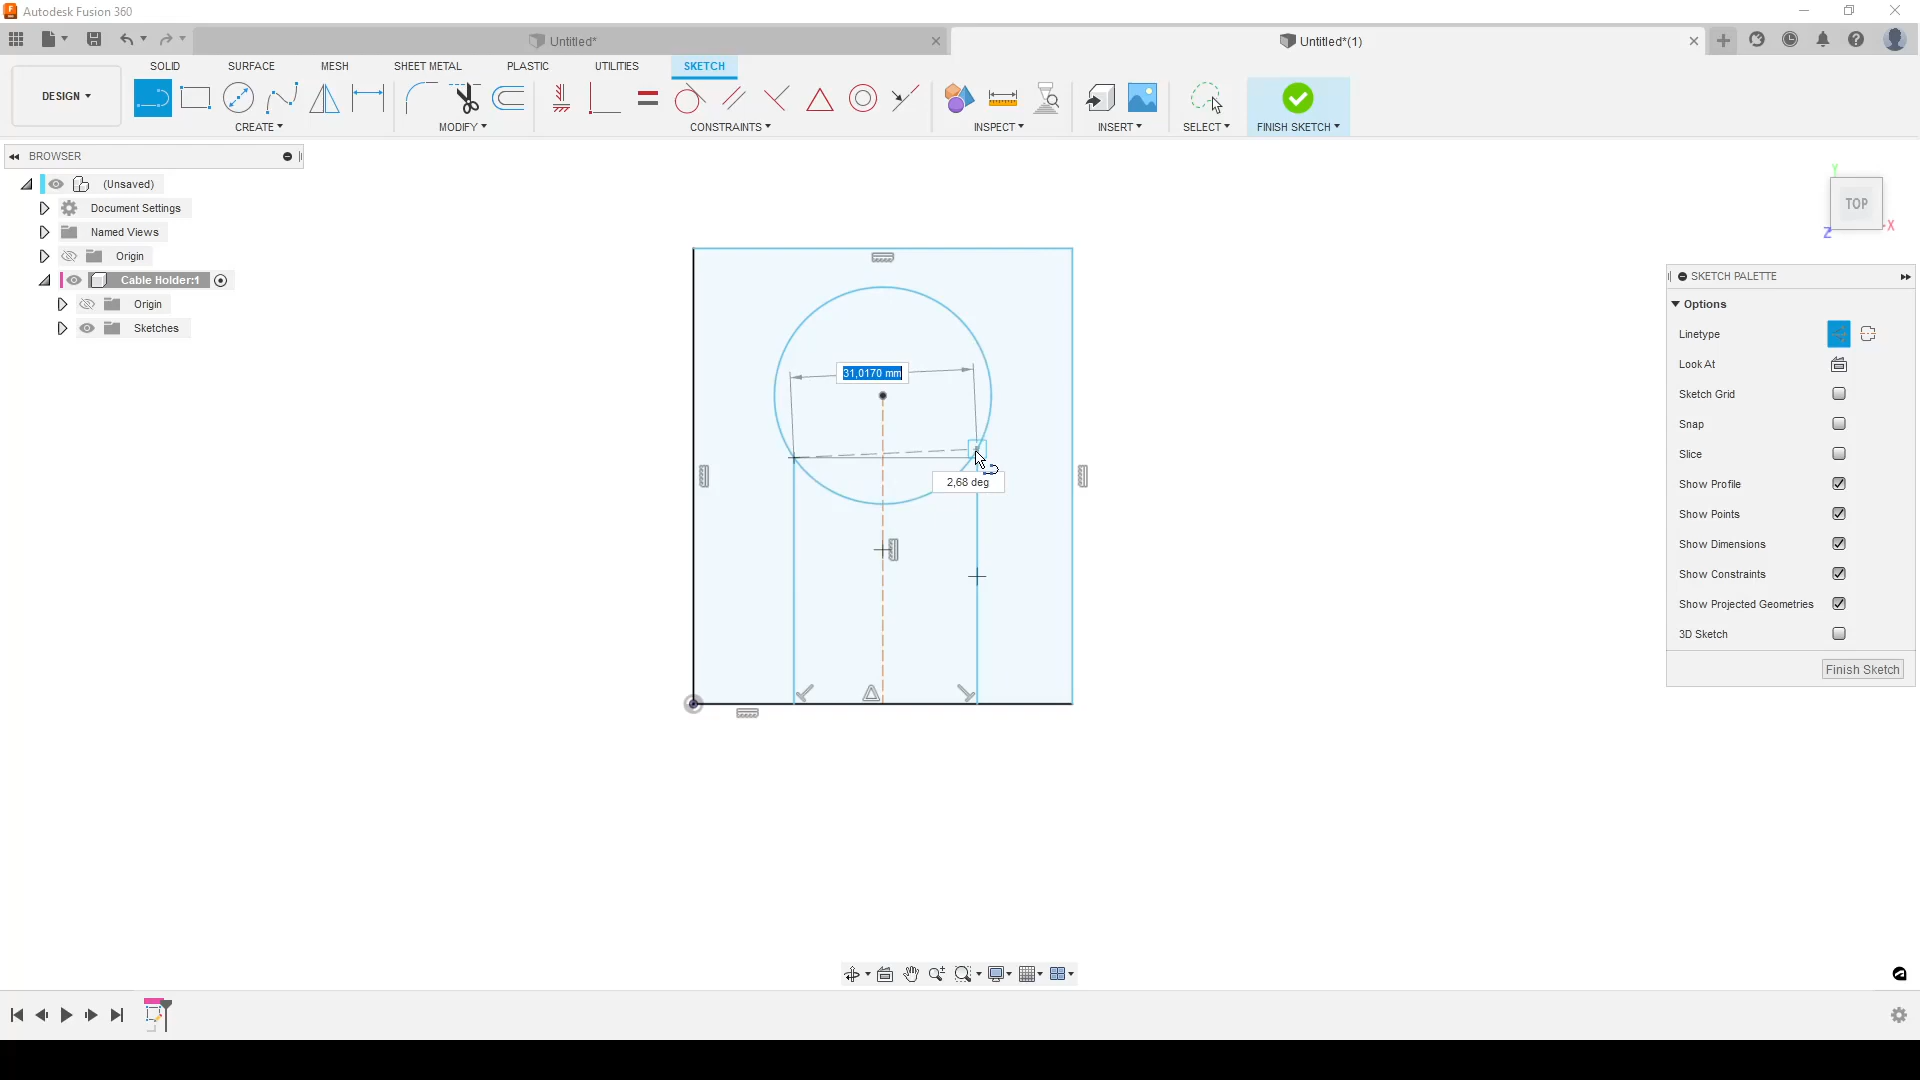 Autodesk Fusion 360
Untitled*
Untitled*(1)
SOLID
SURFACE
MESH
SHEET METAL
PLASTIC
UTILITIES
SKETCH
DESIGN
CREATE
MODIFY
CONSTRAINTS
INSPECT
INSERT
SELECT
FINISH SKETCH
BROWSER
(Unsaved)
Document Settings
Named Views
Origin
Cable Holder:1
Origin
Sketches
31,0170 mm
2,68 deg
Y
TOP
X
Z
SKETCH PALETTE
Options
Linetype
Look At
Sketch Grid
Snap
Slice
Show Profile
Show Points
Show Dimensions
Show Constraints
Show Projected Geometries
3D Sketch
Finish Sketch